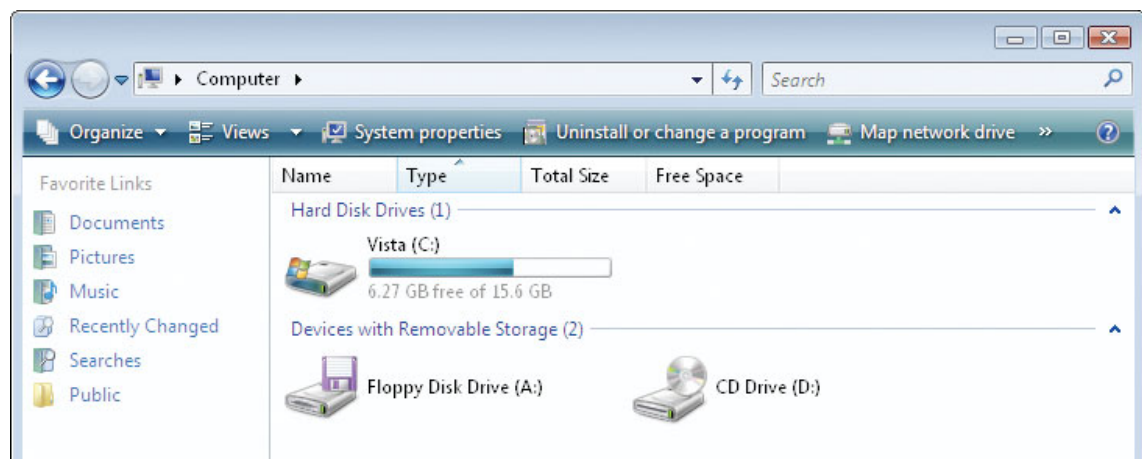 Computer
Search
Organize Views System properties Uninstall or change a program Map network drive »
Favorite Links
Documents
Pictures
Music
Recently Changed
Searches
Public
Name Type Total Size Free Space
Hard Disk Drives (1)
Vista (C:)
6.27 GB free of 15.6 GB
Devices with Removable Storage (2)
Floppy Disk Drive (A:) CD Drive (D:)